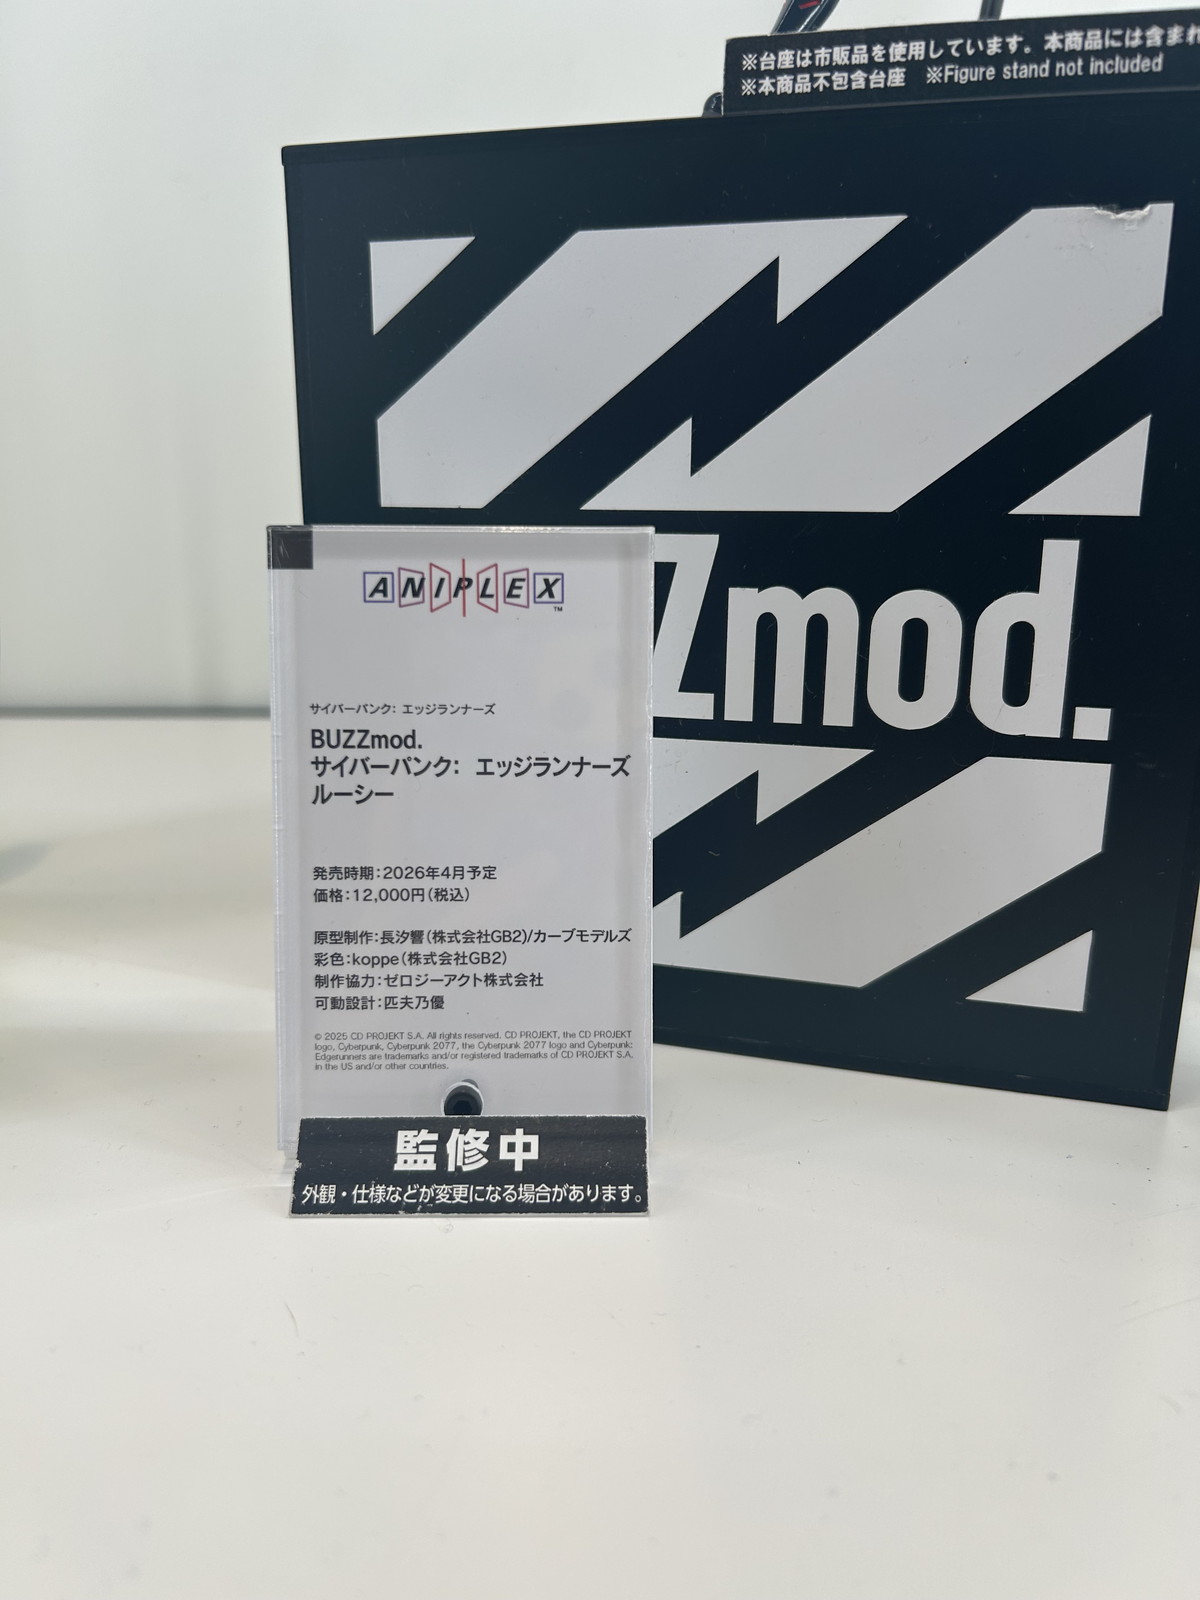 ※台座は市販品を使用しています。本商品には含まれ
※本商品不包含台座　※Figure stand not included
Zmod.
ANIPLEX™
サイバーパンク: エッジランナーズ
BUZZmod.
サイバーパンク: エッジランナーズ
ルーシー
発売時期:2026年4月予定
価格:12,000円(税込)
原型制作:長汐響(株式会社GB2)/カーブモデルズ
彩色:koppe(株式会社GB2)
制作協力:ゼロジーアクト株式会社
可動設計:匹夫乃優
© 2025 CD PROJEKT S.A. All rights reserved. CD PROJEKT, the CD PROJEKT
logo, Cyberpunk, Cyberpunk 2077, the Cyberpunk 2077 logo and Cyberpunk:
Edgerunners are trademarks and/or registered trademarks of CD PROJEKT S.A.
in the US and/or other countries.
監修中
外観・仕様などが変更になる場合があります。